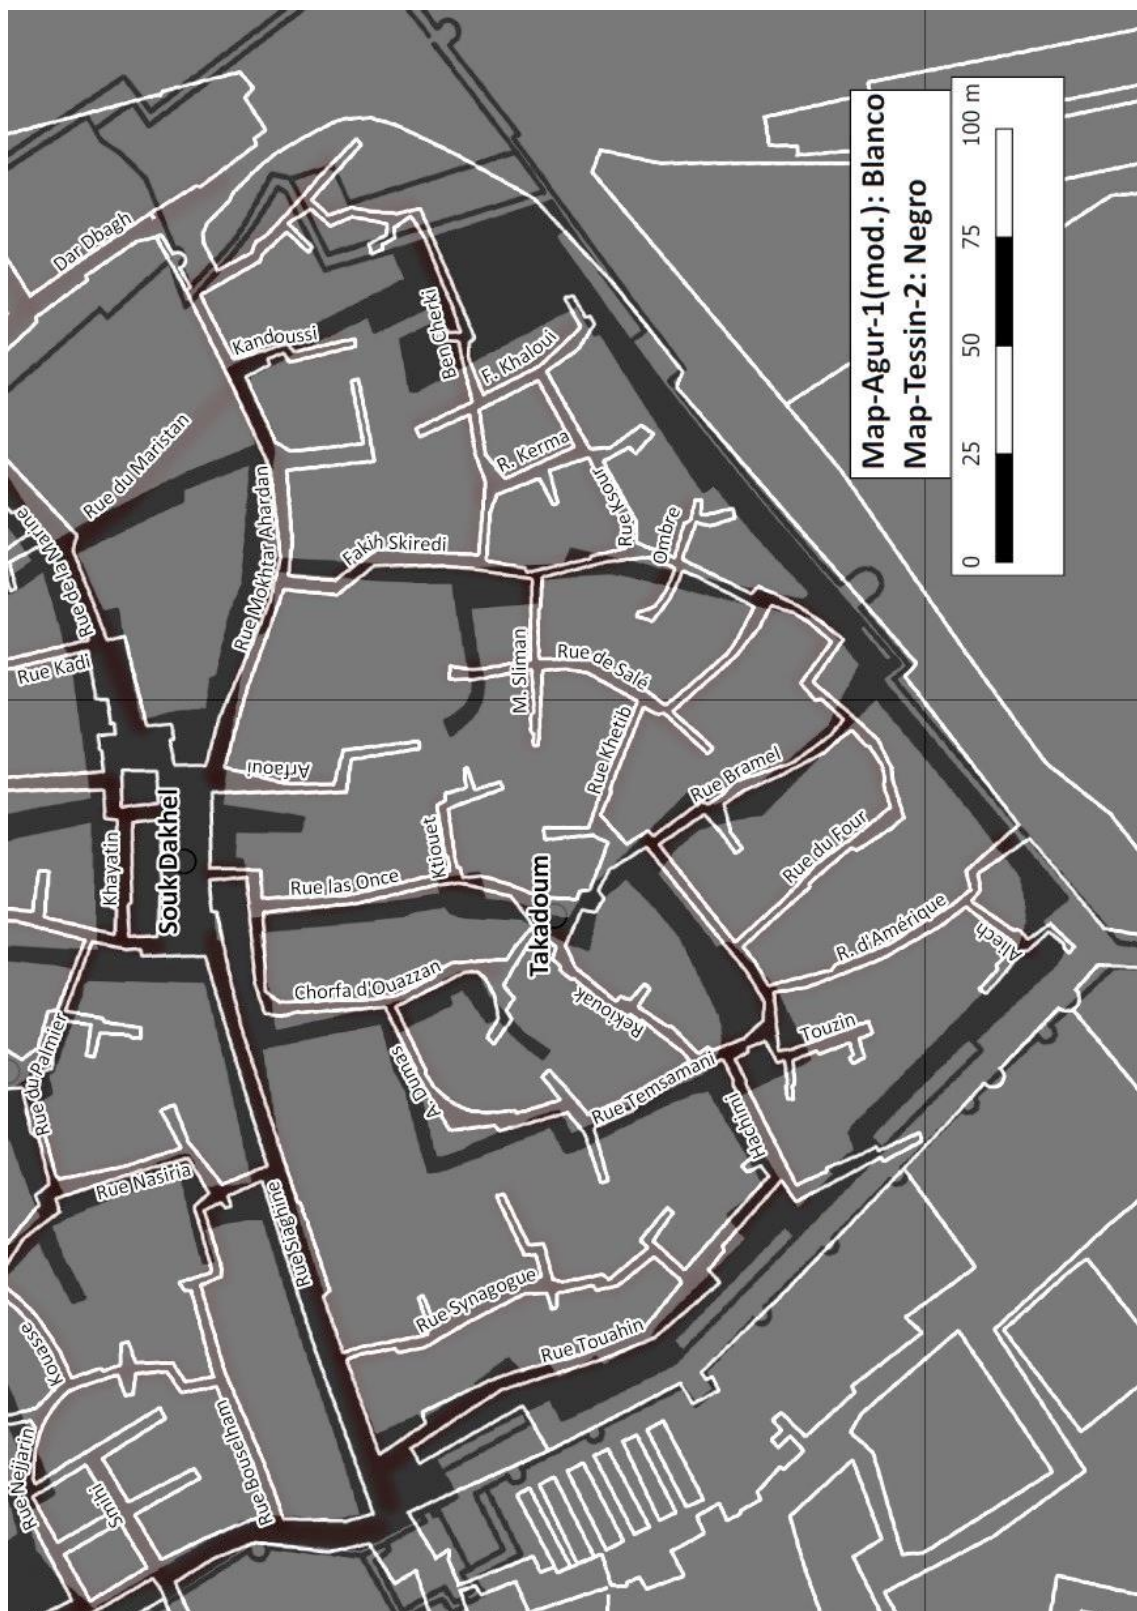 Dar Dbagh
Kandoussi
Rue du Maristan
Rue de la Marine
Rue Kadi
Rue Mokhtar Ahardan
Fakih Skiredi
Ben Cherki
F. Khaloui
R. Kerma
Rue Ksour
Ombre
M. Sliman
Rue de Salé
Rue Khetib
Rue Bramel
Rue du Four
R. d'Amérique
Aliech
Touzin
Arfaoui
Souk Dakhel
Khayatin
Rue las Once
Ktiouet
Takadoum
Chorfa d'Ouazzan
Rekiouak
A. Dumas
Rue Temsamani
Hachimi
Rue du Palmier
Rue Nasiria
Rue Siaghine
Rue Synagogue
Rue Touahin
Kouasse
Rue Nejjarin
Smihi
Rue Bouselham
Map-Agur-1(mod.): Blanco
Map-Tessin-2: Negro
0 25 50 75 100 m